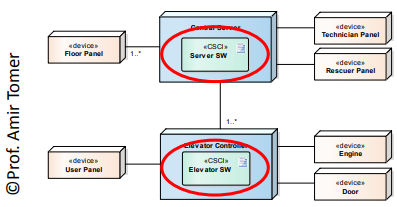 ©Prof. Amir Tomer
Control Server
«CSCI»
Server SW
«device»
Floor Panel
1..*
«device»
Technician Panel
«device»
Rescuer Panel
1..*
Elevator Controller
«CSCI»
Elevator SW
«device»
User Panel
«device»
Engine
«device»
Door